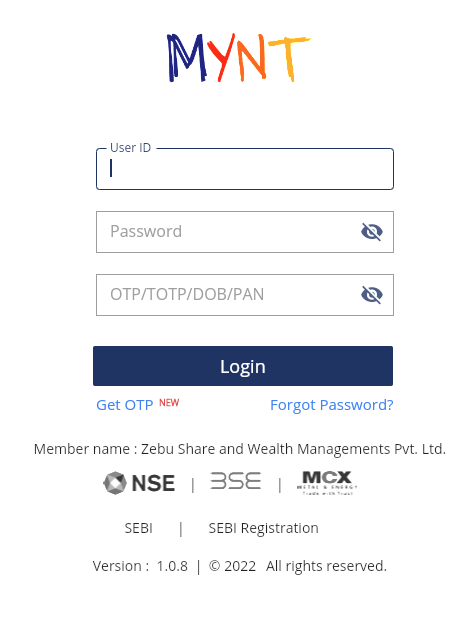 MYNT
User ID
Password
OTP/TOTP/DOB/PAN
Login
Get OTP NEW Forgot Password?
Member name : Zebu Share and Wealth Managements Pvt. Ltd.
NSE | BSE | MCX
METAL & ENERGY
Trade with Trust
SEBI | SEBI Registration
Version : 1.0.8 | © 2022 All rights reserved.